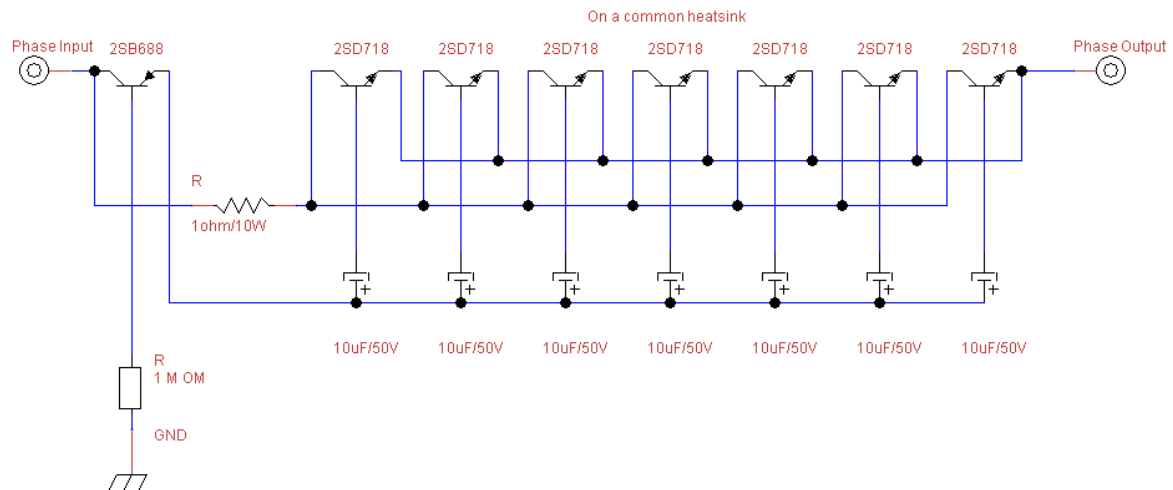 On a common heatsink
Phase Input
2SB688
2SD718
2SD718
2SD718
2SD718
2SD718
2SD718
2SD718
Phase Output
R
1ohm/10W
+
+
+
+
+
+
+
10uF/50V
10uF/50V
10uF/50V
10uF/50V
10uF/50V
10uF/50V
10uF/50V
R
1 M OM
GND